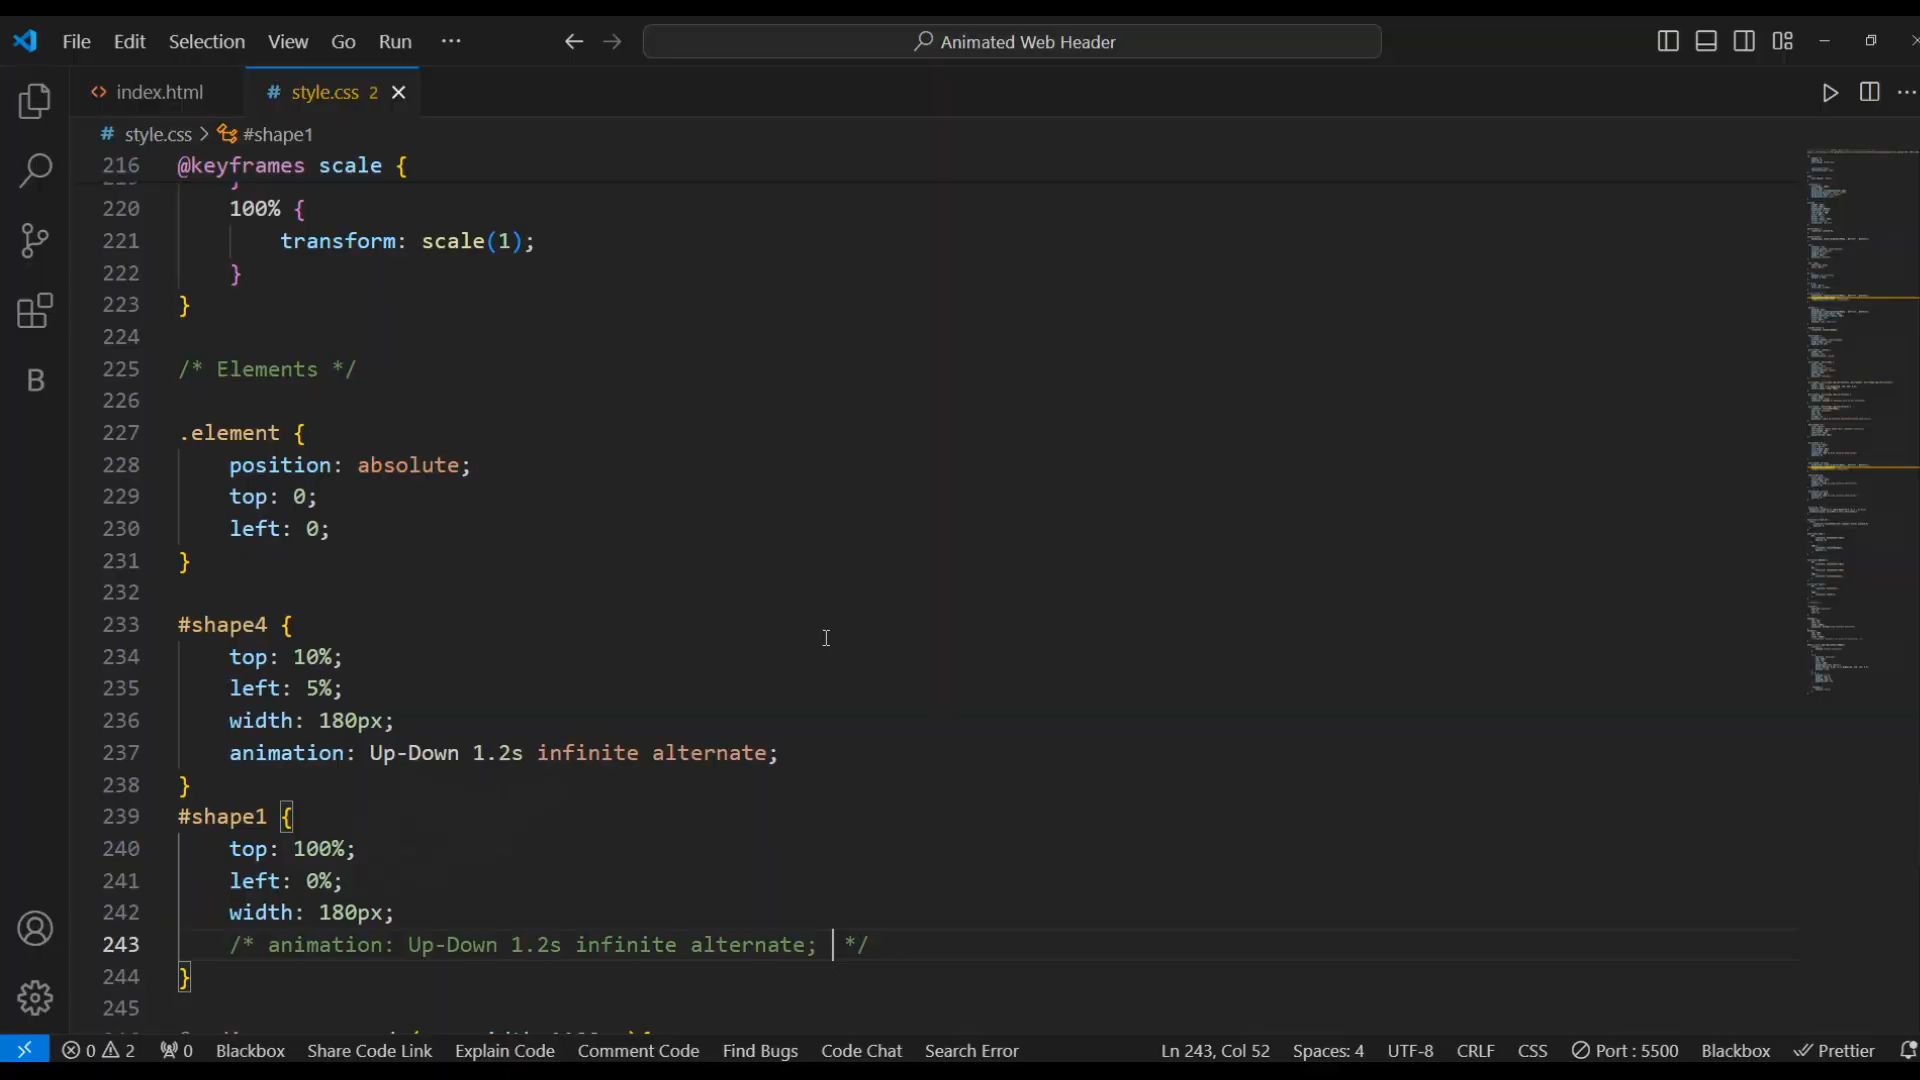 File Edit Selection View Go Run ··· Animated Web Header
index.html # style.css 2
# style.css > #shape1
216 @keyframes scale {
220 100% {
221 transform: scale(1);
222 }
223 }
224
225 /* Elements */
226
227 .element {
228 position: absolute;
229 top: 0;
230 left: 0;
231 }
232
233 #shape4 {
234 top: 10%;
235 left: 5%;
236 width: 180px;
237 animation: Up-Down 1.2s infinite alternate;
238 }
239 #shape1 {
240 top: 100%;
241 left: 0%;
242 width: 180px;
243 /* animation: Up-Down 1.2s infinite alternate; */
244 }
245
B
0 2 0 Blackbox Share Code Link Explain Code Comment Code Find Bugs Code Chat Search Error Ln 243, Col 52 Spaces: 4 UTF-8 CRLF CSS Port : 5500 Blackbox Prettier